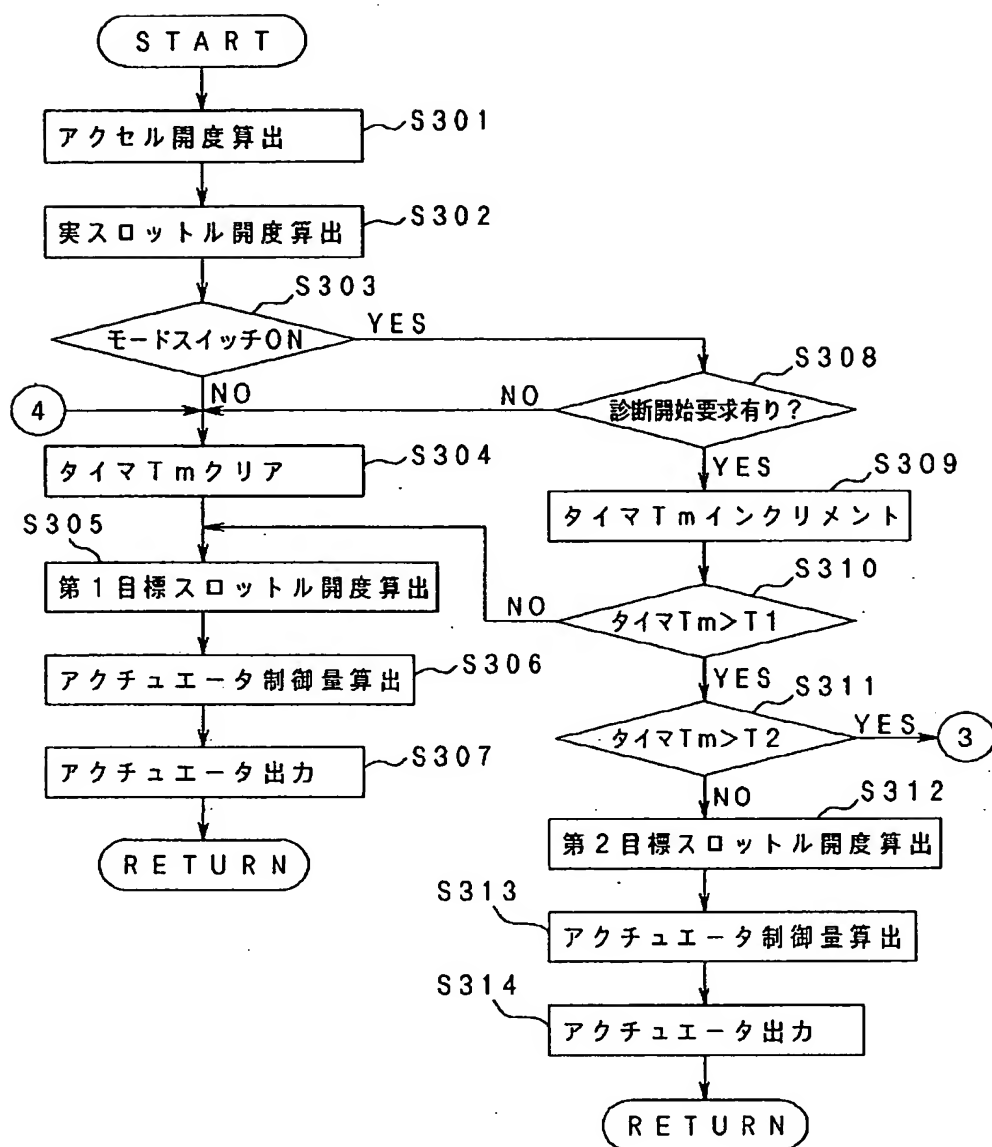 START
アクセル開度算出
S301
実スロットル開度算出
S302
モードスイッチON
S303
YES
NO
4
タイマTmクリア
S304
第1目標スロットル開度算出
S305
アクチュエータ制御量算出
S306
アクチュエータ出力
S307
RETURN
診断開始要求有り?
S308
NO
YES
タイマTmインクリメント
S309
タイマTm>T1
S310
NO
YES
タイマTm>T2
S311
YES
3
NO
第2目標スロットル開度算出
S312
アクチュエータ制御量算出
S313
アクチュエータ出力
S314
RETURN